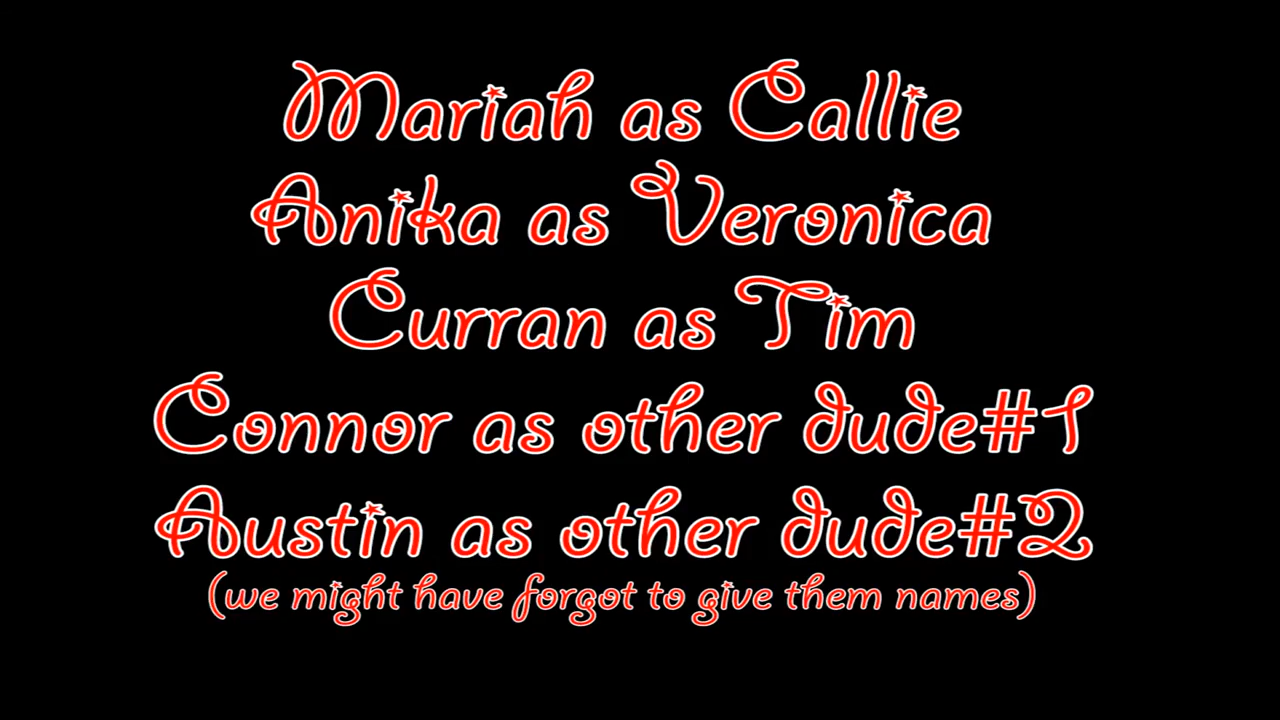 Mariah as Callie
Anika as Veronica
Curran as Tim
Connor as other dude#1
Austin as other dude#2
(we might have forgot to give them names)